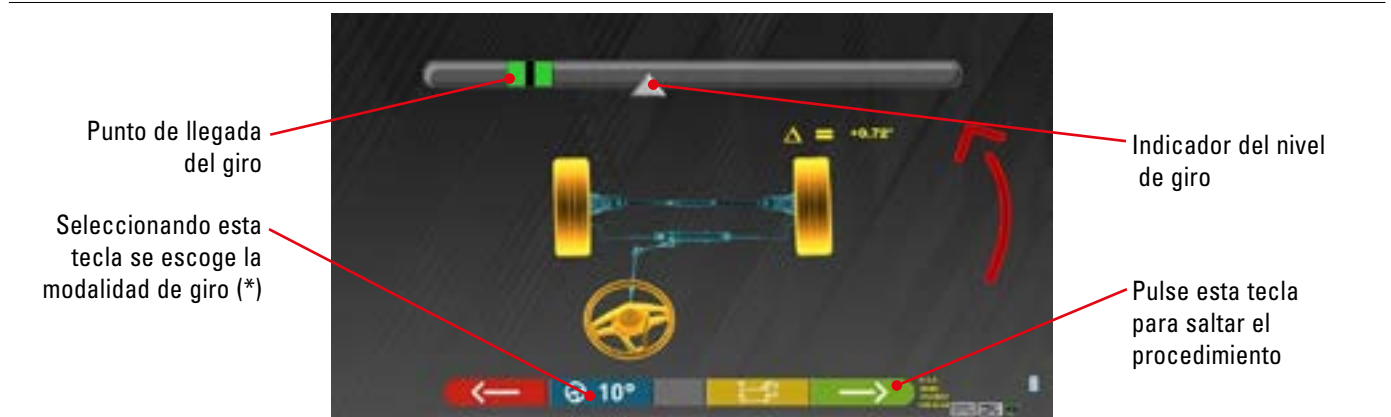 Punto de llegada
del giro
Seleccionando esta
tecla se escoge la
modalidad de giro (*)
+0.72°
10°
Indicador del nivel
de giro
Pulse esta tecla
para saltar el
procedimiento